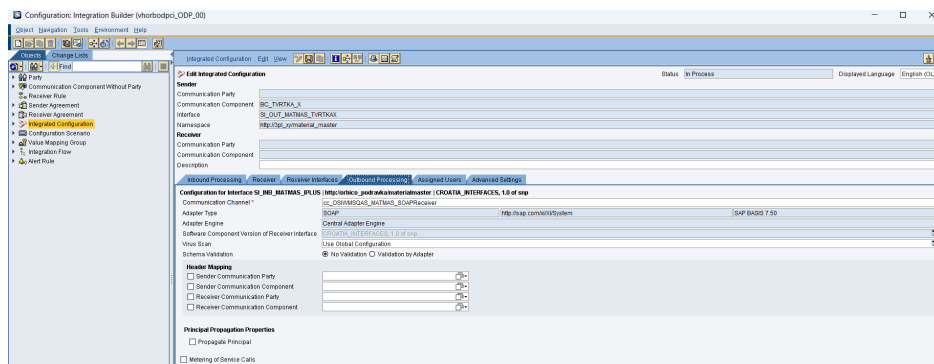 Configuration: Integration Builder (vhorbodpci_ODP_00)
Object Navigation Tools Environment Help
Objects Change Lists
Find
Party
Communication Component Without Party
Receiver Rule
Sender Agreement
Receiver Agreement
Integrated Configuration
Configuration Scenario
Value Mapping Group
Integration Flow
Alert Rule
Integrated Configuration Edit View
Edit Integrated Configuration Status In Process Displayed Language English (OL
Sender
Communication Party
Communication Component BC_TVRTKA_X
Interface SI_OUT_MATMAS_TVRTKAX
Namespace http://3pl_xy/material_master
Receiver
Communication Party
Communication Component
Description
Inbound Processing Receiver Receiver Interfaces Outbound Processing Assigned Users Advanced Settings
Configuration for Interface SI_INB_MATMAS_IPLUS | http://orbico_podravka/materialmaster | CROATIA_INTERFACES, 1.0 of snp
Communication Channel * cc_OSIWMSQAS_MATMAS_SOAPReceiver
Adapter Type SOAP http://sap.com/xi/XI/System SAP BASIS 7.50
Adapter Engine Central Adapter Engine
Software Component Version of Receiver Interface CROATIA_INTERFACES, 1.0 of snp
Virus Scan Use Global Configuration
Schema Validation No Validation Validation by Adapter
Header Mapping
Sender Communication Party
Sender Communication Component
Receiver Communication Party
Receiver Communication Component
Principal Propagation Properties
Propagate Principal
Metering of Service Calls